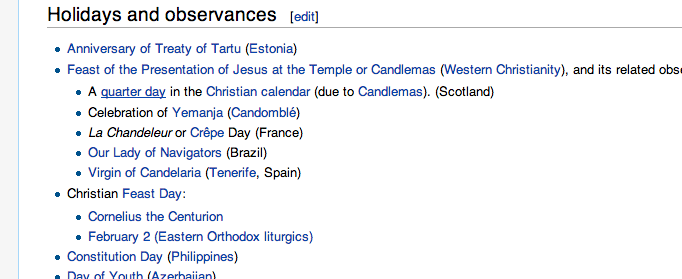 Holidays and observances [edit]
Anniversary of Treaty of Tartu (Estonia)
Feast of the Presentation of Jesus at the Temple or Candlemas (Western Christianity), and its related
A quarter day in the Christian calendar (due to Candlemas). (Scotland)
Celebration of Yemanja (Candomblé)
La Chandeleur or Crêpe Day (France)
Our Lady of Navigators (Brazil)
Virgin of Candelaria (Tenerife, Spain)
Christian Feast Day:
Cornelius the Centurion
February 2 (Eastern Orthodox liturgics)
Constitution Day (Philippines)
Day of Youth (Azerbaijan)